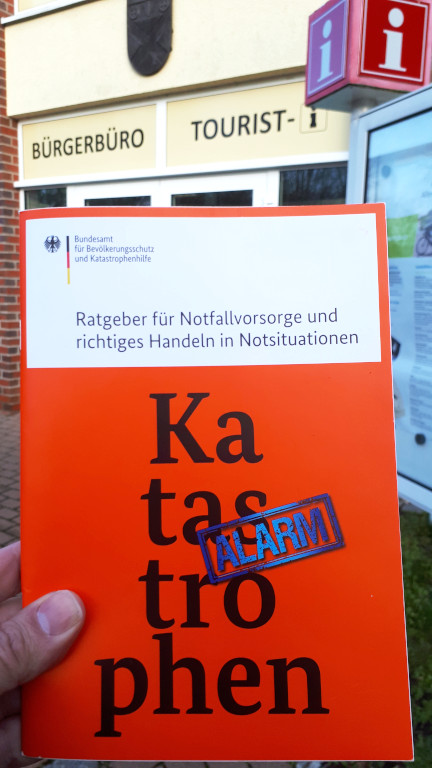 i
i
BÜRGERBÜRO
TOURIST-i
Bundesamt
für Bevölkerungsschutz
und Katastrophenhilfe
Ratgeber für Notfallvorsorge und
richtiges Handeln in Notsituationen
Ka
tas
ALARM
tro
phen